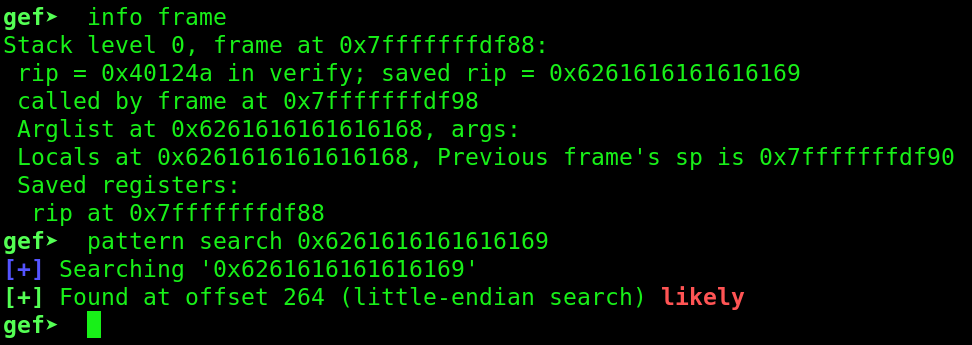 gef➤  info frame
Stack level 0, frame at 0x7fffffffdf88:
 rip = 0x40124a in verify; saved rip = 0x6261616161616169
 called by frame at 0x7fffffffdf98
 Arglist at 0x6261616161616168, args:
 Locals at 0x6261616161616168, Previous frame's sp is 0x7fffffffdf90
 Saved registers:
  rip at 0x7fffffffdf88
gef➤  pattern search 0x6261616161616169
[+] Searching '0x6261616161616169'
[+] Found at offset 264 (little-endian search) likely
gef➤